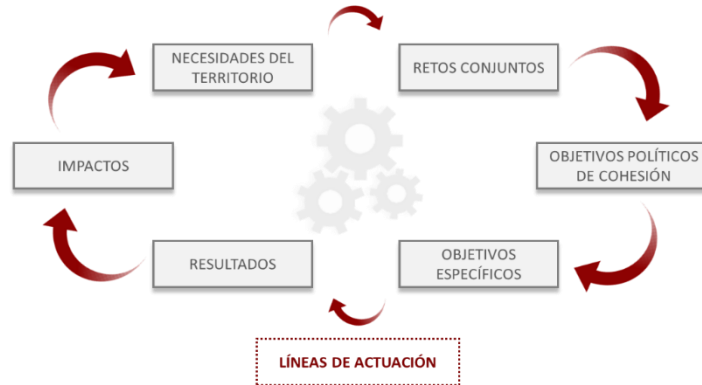 NECESIDADES DEL
TERRITORIO
RETOS CONJUNTOS
IMPACTOS
OBJETIVOS POLÍTICOS
DE COHESIÓN
RESULTADOS
OBJETIVOS
ESPECÍFICOS
LÍNEAS DE ACTUACIÓN